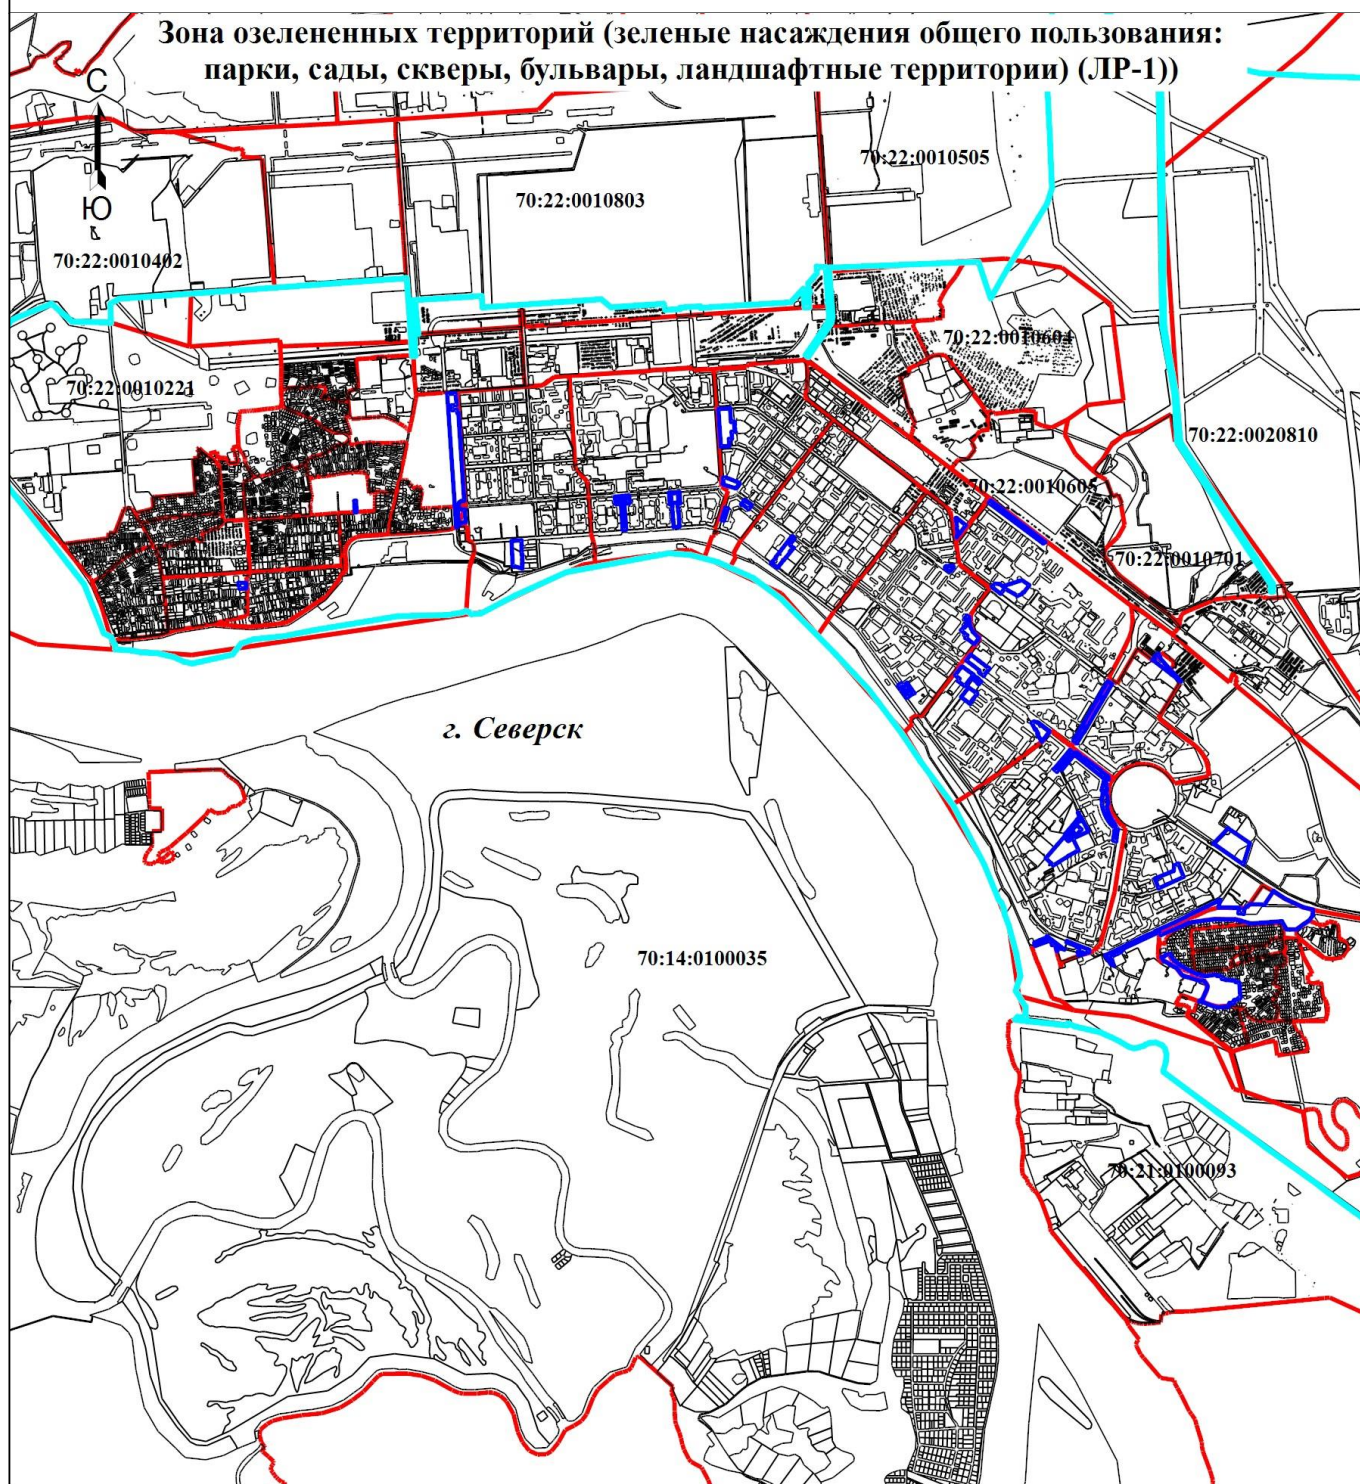 Зона озелененных территорий (зеленые насаждения общего пользования:
парки, сады, скверы, бульвары, ландшафтные территории) (ЛР-1))
С
Ю
70:22:0010505
70:22:0010803
70:22:0010402
70:22:0010604
70:22:0010221
70:22:0020810
70:22:0010605
70:22:0010701
г. Северск
70:14:0100035
70:21:0100093